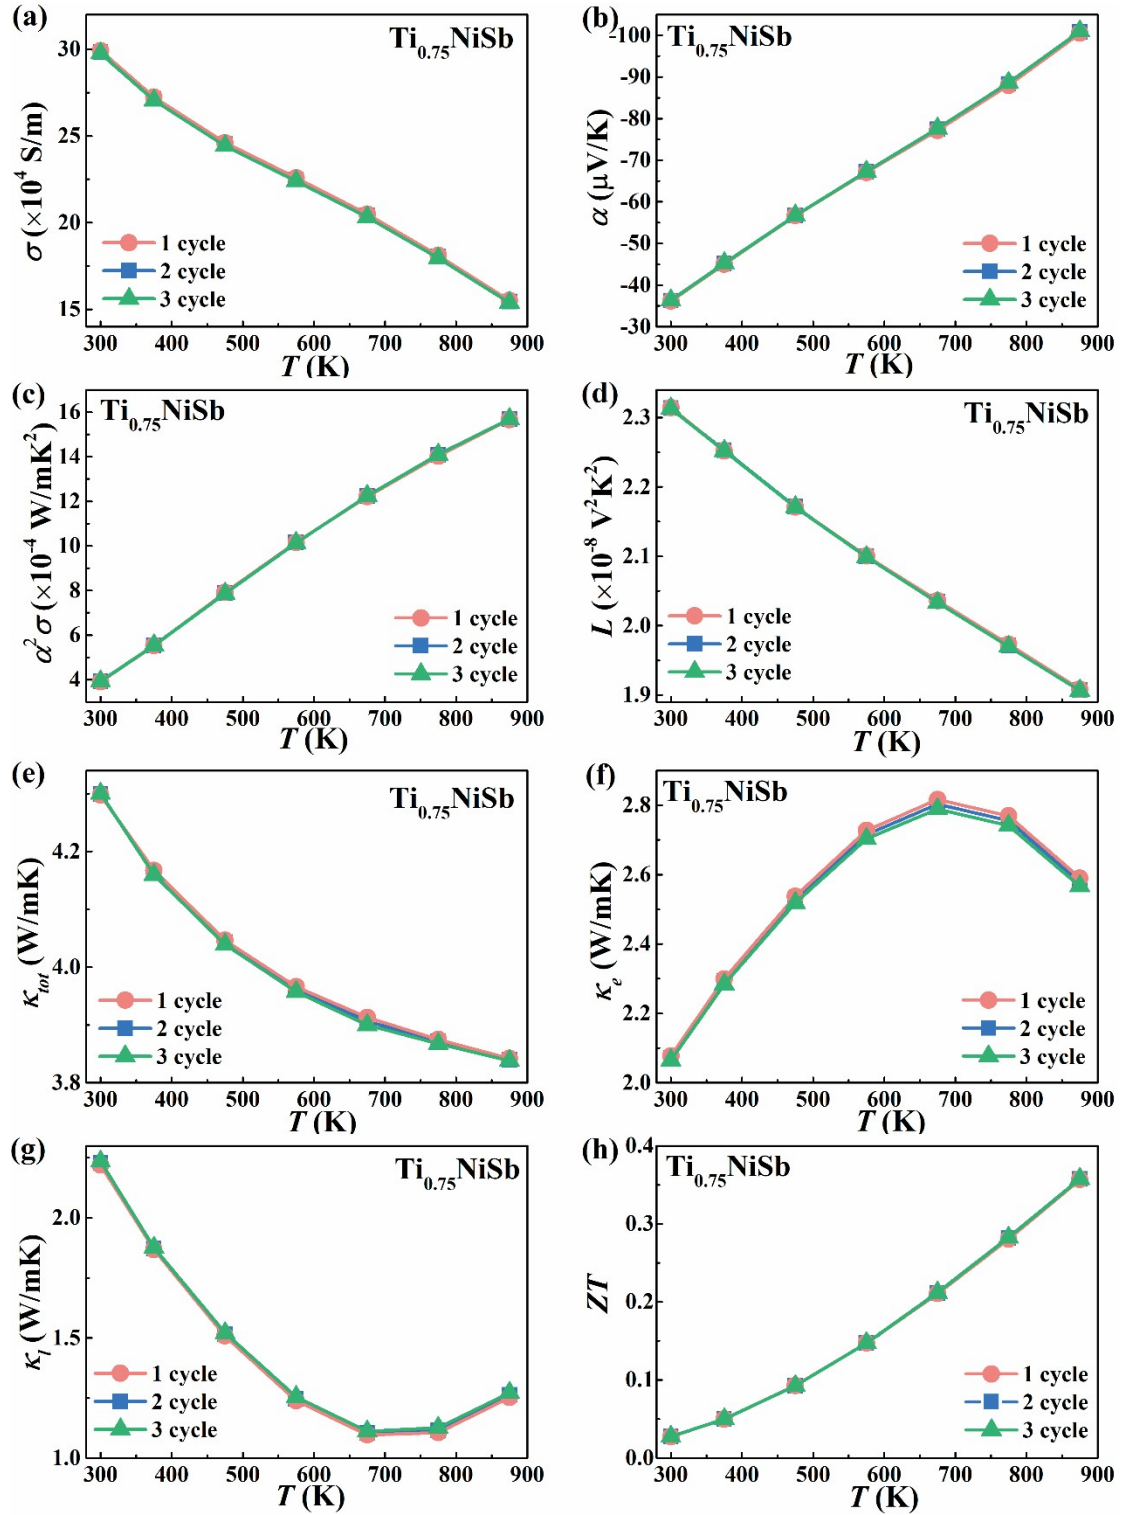 (a)
Ti0.75NiSb
30
25
20
15
σ (×10⁴ S/m)
1 cycle
2 cycle
3 cycle
300 400 500 600 700 800 900
T (K)
(b)
Ti0.75NiSb
-100
-90
-80
-70
-60
-50
-40
-30
α (μV/K)
1 cycle
2 cycle
3 cycle
300 400 500 600 700 800 900
T (K)
(c)
Ti0.75NiSb
16
14
12
10
8
6
4
α² σ (×10⁻⁴ W/mK²)
1 cycle
2 cycle
3 cycle
300 400 500 600 700 800 900
T (K)
(d)
Ti0.75NiSb
2.3
2.2
2.1
2.0
1.9
L (×10⁻⁸ V²K²)
1 cycle
2 cycle
3 cycle
300 400 500 600 700 800 900
T (K)
(e)
Ti0.75NiSb
4.2
4.0
3.8
κtot (W/mK)
1 cycle
2 cycle
3 cycle
300 400 500 600 700 800 900
T (K)
(f)
Ti0.75NiSb
2.8
2.6
2.4
2.2
2.0
κe (W/mK)
1 cycle
2 cycle
3 cycle
300 400 500 600 700 800 900
T (K)
(g)
Ti0.75NiSb
2.0
1.5
1.0
κl (W/mK)
1 cycle
2 cycle
3 cycle
300 400 500 600 700 800 900
T (K)
(h)
Ti0.75NiSb
0.4
0.3
0.2
0.1
0.0
ZT
1 cycle
2 cycle
3 cycle
300 400 500 600 700 800 900
T (K)